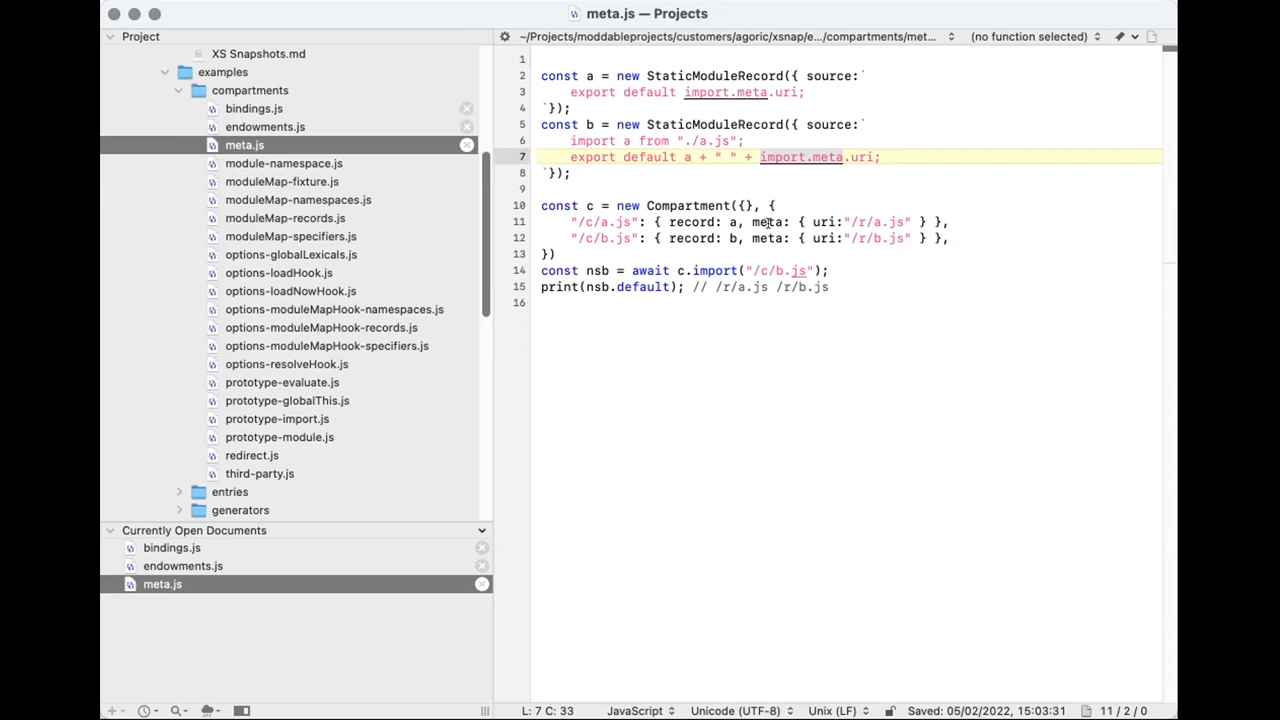 meta.js — Projects
Project
~/Projects/moddableprojects/customers/agoric/xsnap/e.../compartments/met...
(no function selected)
XS Snapshots.md
examples
compartments
bindings.js
endowments.js
meta.js
module-namespace.js
moduleMap-fixture.js
moduleMap-namespaces.js
moduleMap-records.js
moduleMap-specifiers.js
options-globalLexicals.js
options-loadHook.js
options-loadNowHook.js
options-moduleMapHook-namespaces.js
options-moduleMapHook-records.js
options-moduleMapHook-specifiers.js
options-resolveHook.js
prototype-evaluate.js
prototype-globalThis.js
prototype-import.js
prototype-module.js
redirect.js
third-party.js
entries
generators
Currently Open Documents
bindings.js
endowments.js
meta.js
1
2 const a = new StaticModuleRecord({ source:`
3 export default import.meta.uri;
4 `});
5 const b = new StaticModuleRecord({ source:`
6 import a from "./a.js";
7 export default a + " " + import.meta.uri;
8 `});
9
10 const c = new Compartment({}, {
11 "/c/a.js": { record: a, meta: { uri:"/r/a.js" } },
12 "/c/b.js": { record: b, meta: { uri:"/r/b.js" } },
13 })
14 const nsb = await c.import("/c/b.js");
15 print(nsb.default); // /r/a.js /r/b.js
16
L: 7 C: 33
JavaScript
Unicode (UTF-8)
Unix (LF)
Saved: 05/02/2022, 15:03:31
11 / 2 / 0